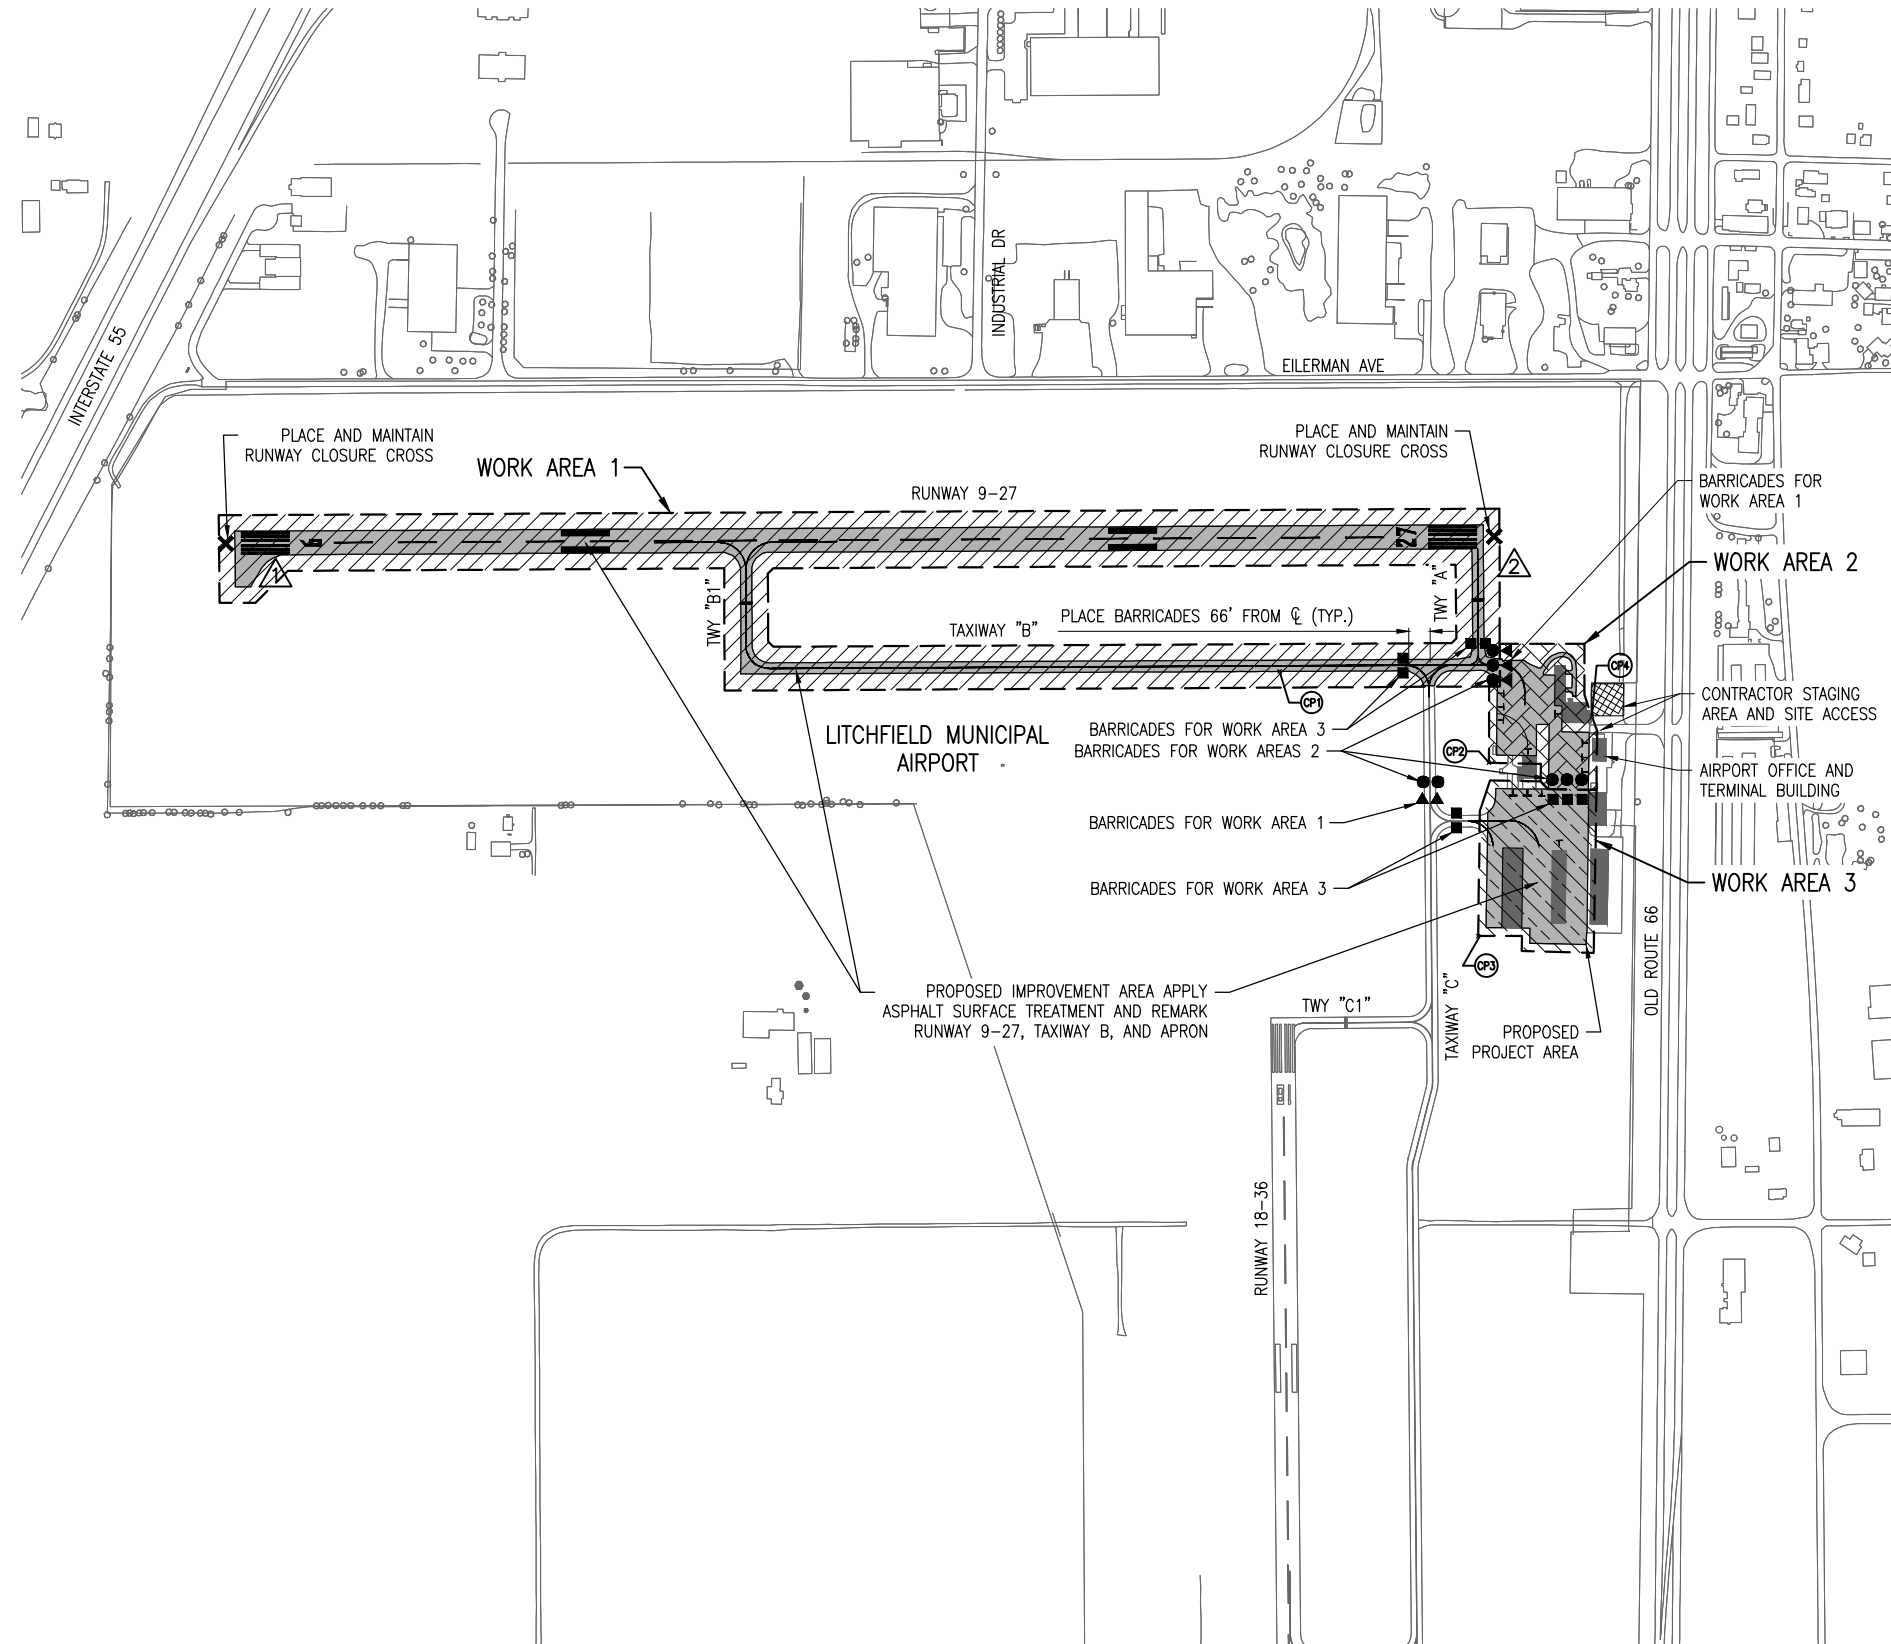 INDUSTRIAL DR
EILERMAN AVE
INTERSTATE 55
PLACE AND MAINTAIN
RUNWAY CLOSURE CROSS
WORK AREA 1
RUNWAY 9-27
PLACE AND MAINTAIN
RUNWAY CLOSURE CROSS
BARRICADES FOR
WORK AREA 1
WORK AREA 2
9
27
1
2
TWY "B1"
TAXIWAY "B"
PLACE BARRICADES 66' FROM ℄ (TYP.)
TWY "A"
CP4
CP1
CONTRACTOR STAGING
AREA AND SITE ACCESS
LITCHFIELD MUNICIPAL
AIRPORT
BARRICADES FOR WORK AREA 3
BARRICADES FOR WORK AREAS 2
CP2
AIRPORT OFFICE AND
TERMINAL BUILDING
BARRICADES FOR WORK AREA 1
BARRICADES FOR WORK AREA 3
WORK AREA 3
CP3
OLD ROUTE 66
PROPOSED IMPROVEMENT AREA APPLY
ASPHALT SURFACE TREATMENT AND REMARK
RUNWAY 9-27, TAXIWAY B, AND APRON
TWY "C1"
TAXIWAY "C"
PROPOSED
PROJECT AREA
RUNWAY 18-36